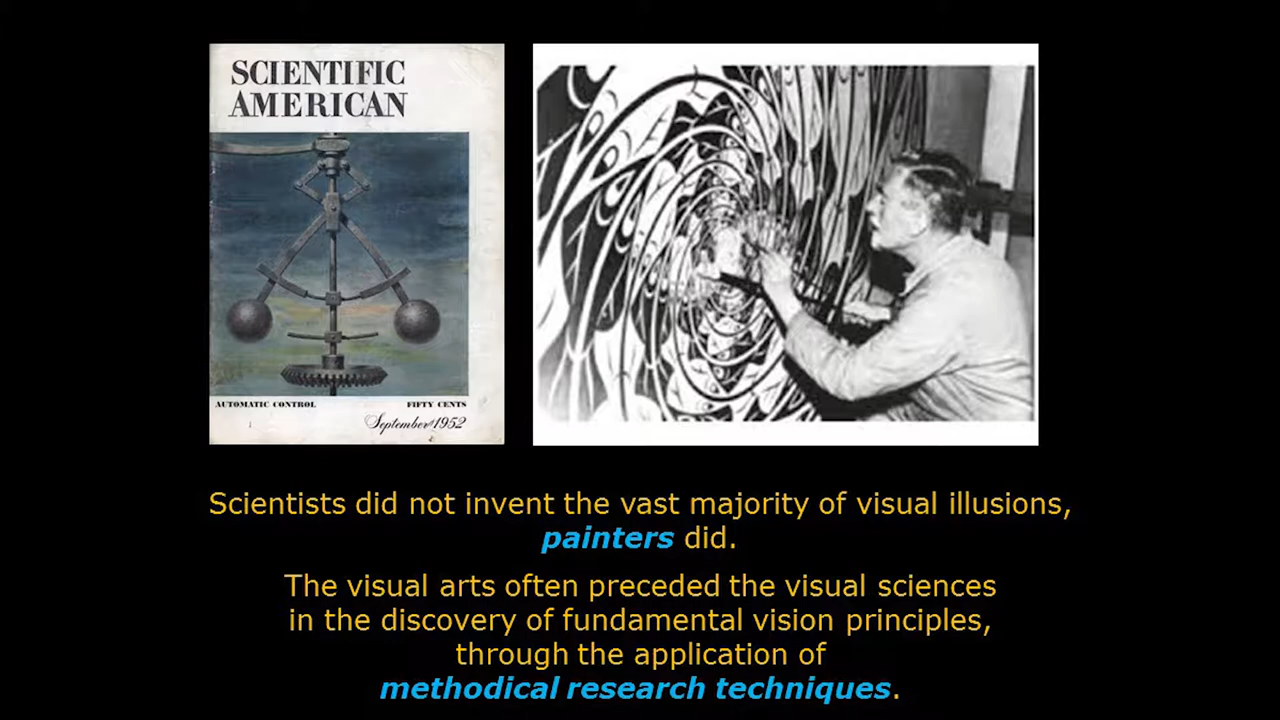 SCIENTIFIC
AMERICAN
AUTOMATIC CONTROL FIFTY CENTS
September 1952
Scientists did not invent the vast majority of visual illusions,
painters did.
The visual arts often preceded the visual sciences
in the discovery of fundamental vision principles,
through the application of
methodical research techniques.